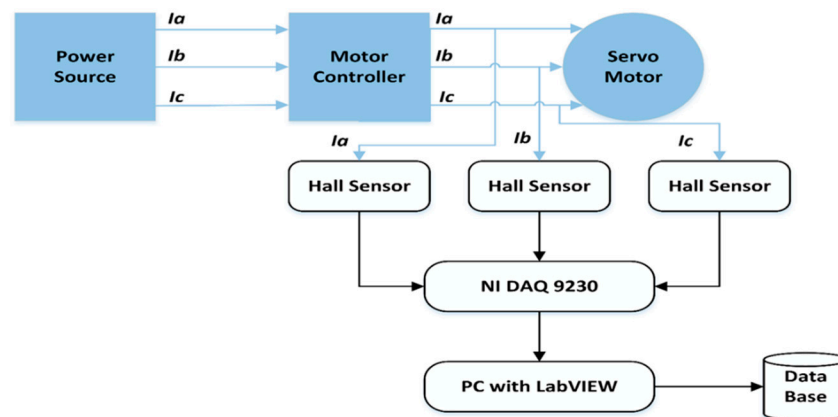 Ia
Ia
Power
Source
Ib
Motor
Controller
Ib
Servo
Motor
Ic
Ic
Ia
Ib
Ic
Hall Sensor
Hall Sensor
Hall Sensor
NI DAQ 9230
PC with LabVIEW
Data
Base